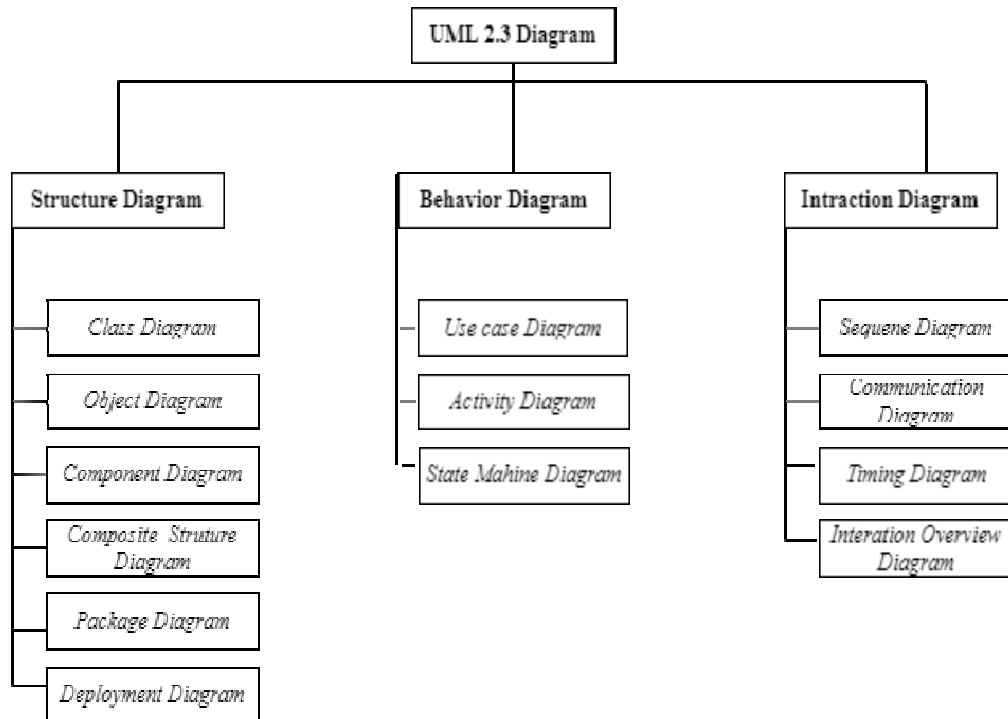 UML 2.3 Diagram
Structure Diagram
Behavior Diagram
Intraction Diagram
Class Diagram
Object Diagram
Component Diagram
Composite Struture
Diagram
Package Diagram
Deployment Diagram
Use case Diagram
Activity Diagram
State Mahine Diagram
Sequene Diagram
Communication
Diagram
Timing Diagram
Interation Overview
Diagram